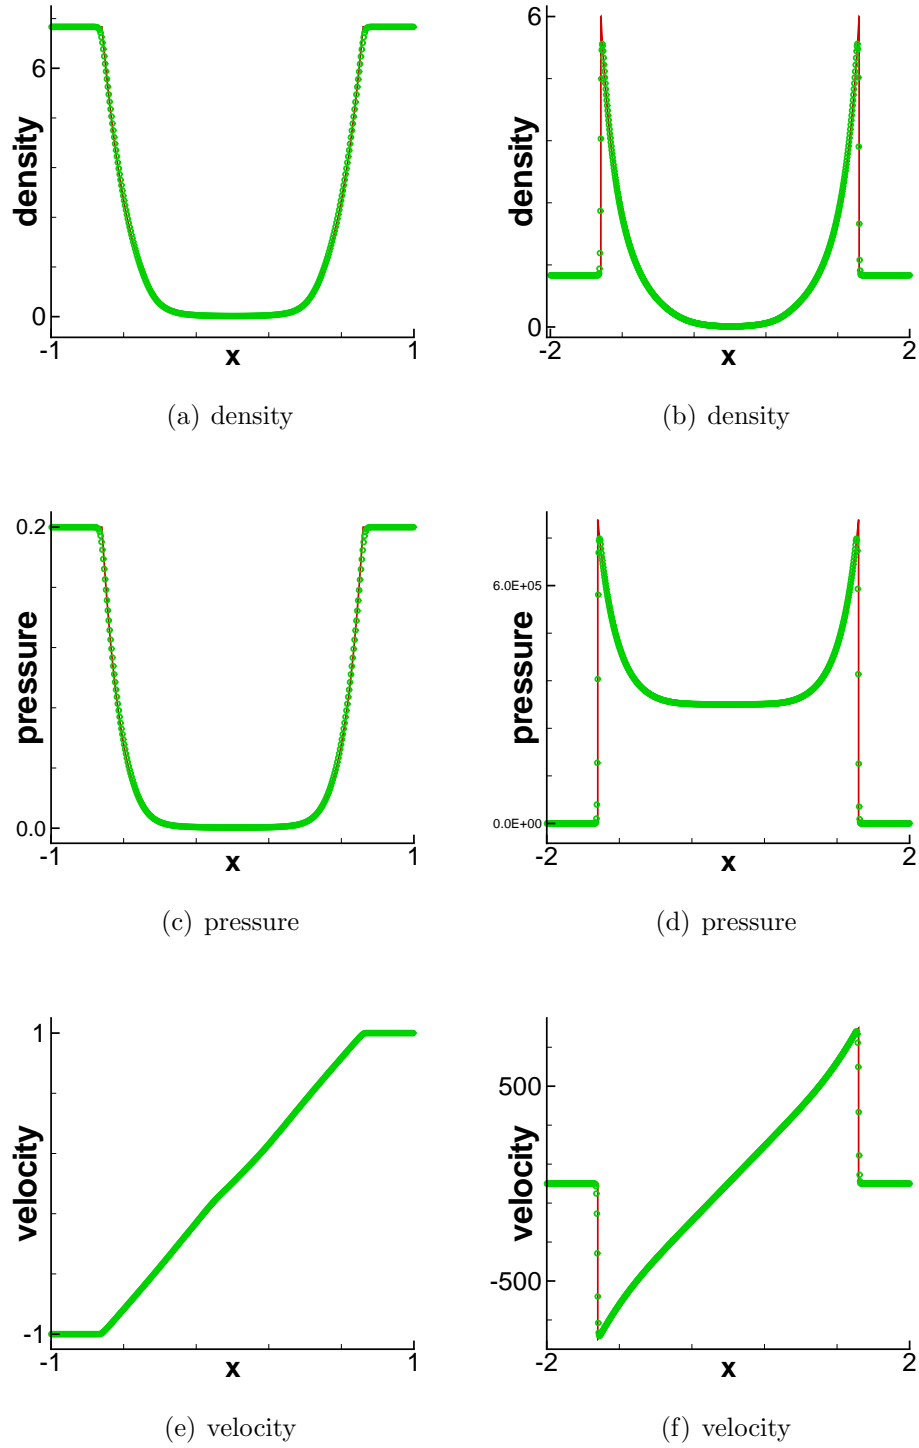 density
6
0
-1
x
1
(a) density
density
6
0
-2
x
2
(b) density
pressure
0.2
0.0
-1
x
1
(c) pressure
pressure
6.0E+05
0.0E+00
-2
x
2
(d) pressure
velocity
1
-1
-1
x
1
(e) velocity
velocity
500
-500
-2
x
2
(f) velocity